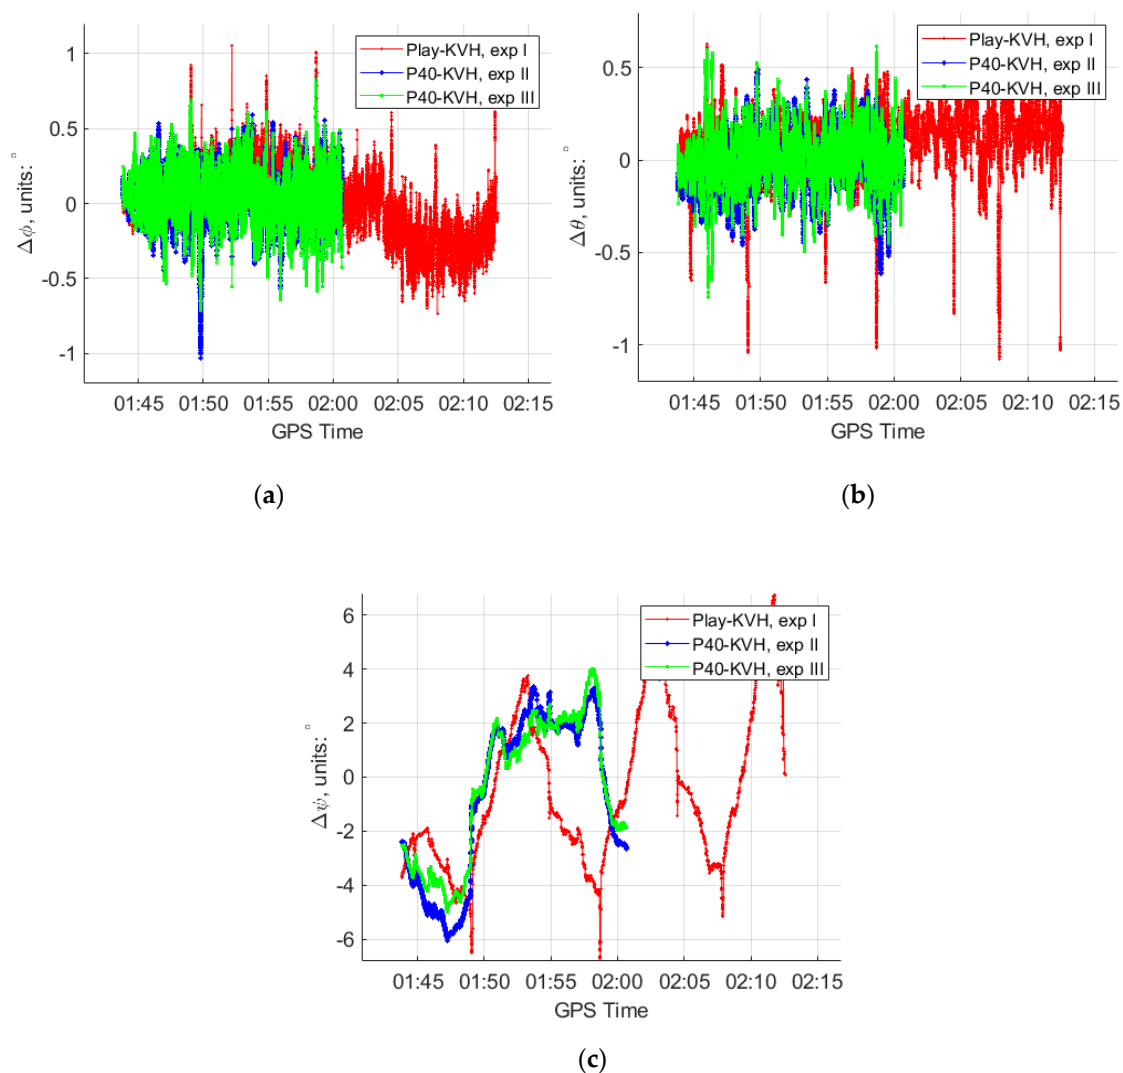 Play-KVH, exp I
P40-KVH, exp II
P40-KVH, exp III
Δϕ, units: °
1
0.5
0
-0.5
-1
01:45 01:50 01:55 02:00 02:05 02:10 02:15
GPS Time
(a)
Play-KVH, exp I
P40-KVH, exp II
P40-KVH, exp III
Δθ, units: °
0.5
0
-0.5
-1
01:45 01:50 01:55 02:00 02:05 02:10 02:15
GPS Time
(b)
Play-KVH, exp I
P40-KVH, exp II
P40-KVH, exp III
Δψ, units: °
6
4
2
0
-2
-4
-6
01:45 01:50 01:55 02:00 02:05 02:10 02:15
GPS Time
(c)